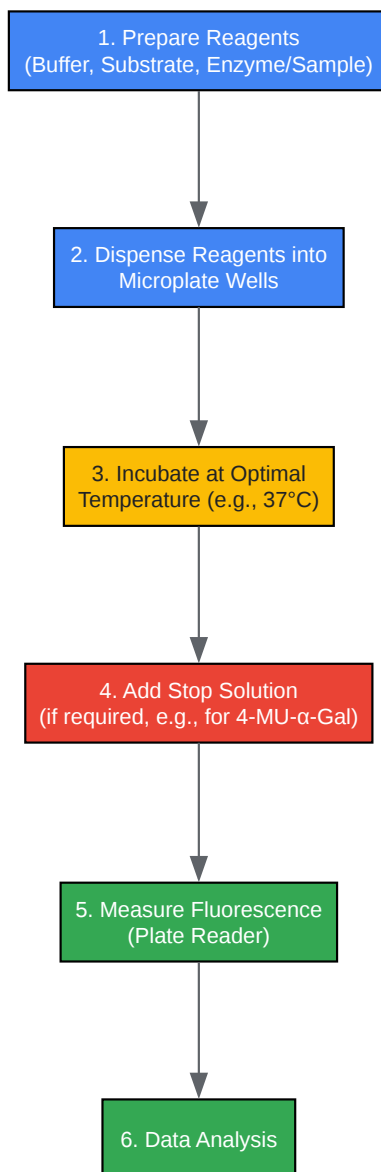 1. Prepare Reagents
(Buffer, Substrate, Enzyme/Sample)
2. Dispense Reagents into
Microplate Wells
3. Incubate at Optimal
Temperature (e.g., 37°C)
4. Add Stop Solution
(if required, e.g., for 4-MU-α-Gal)
5. Measure Fluorescence
(Plate Reader)
6. Data Analysis